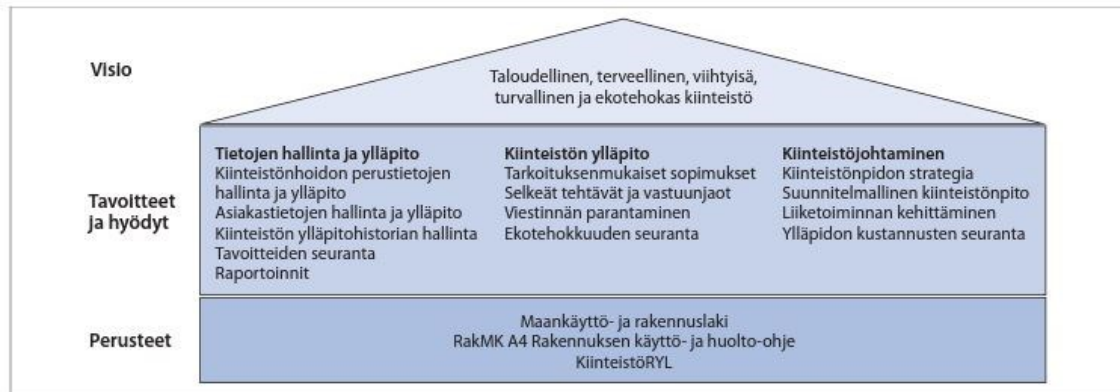 Visio
Taloudellinen, terveellinen, viihtyisä,
turvallinen ja ekotehokas kiinteistö
Tavoitteet
ja hyödyt
Tietojen hallinta ja ylläpito
Kiinteistönhoidon perustietojen
hallinta ja ylläpito
Asiakastietojen hallinta ja ylläpito
Kiinteistön ylläpitohistorian hallinta
Tavoitteiden seuranta
Raportoinnit
Kiinteistön ylläpito
Tarkoituksenmukaiset sopimukset
Selkeät tehtävät ja vastuunjaot
Viestinnän parantaminen
Ekotehokkuuden seuranta
Kiinteistöjohtaminen
Kiinteistönpidon strategia
Suunnitelmallinen kiinteistönpito
Liiketoiminnan kehittäminen
Ylläpidon kustannusten seuranta
Perusteet
Maankäyttö- ja rakennuslaki
RakMK A4 Rakennuksen käyttö- ja huolto-ohje
KiinteistöRYL